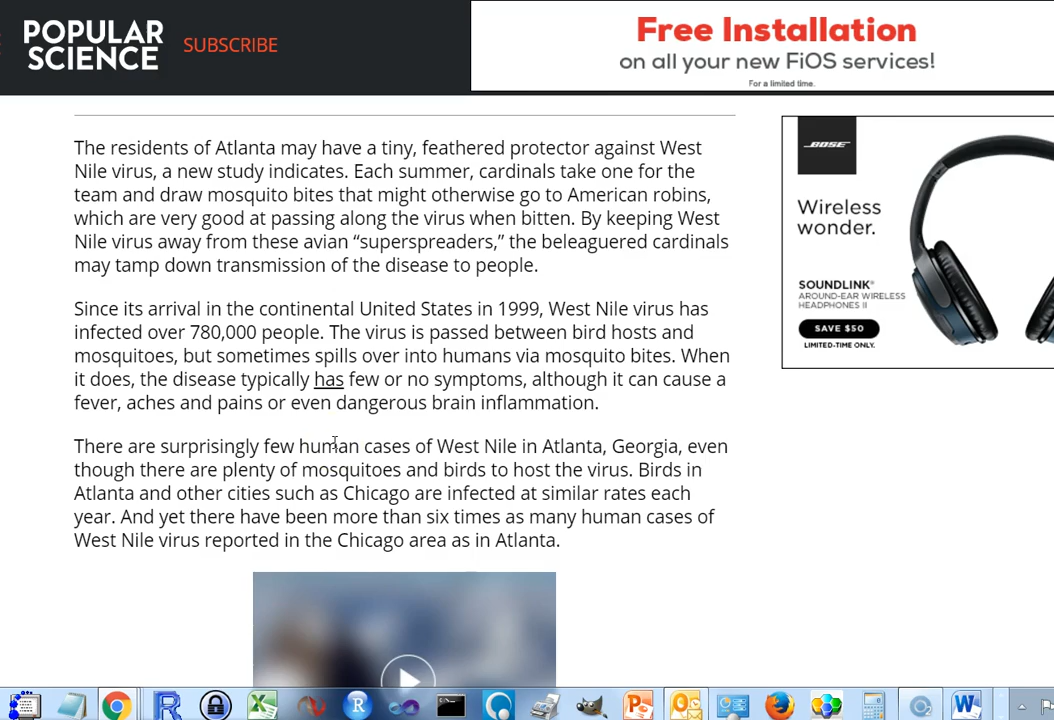 POPULAR
SCIENCE
SUBSCRIBE
Free Installation
on all your new FiOS services!
For a limited time.
The residents of Atlanta may have a tiny, feathered protector against West
Nile virus, a new study indicates. Each summer, cardinals take one for the
team and draw mosquito bites that might otherwise go to American robins,
which are very good at passing along the virus when bitten. By keeping West
Nile virus away from these avian “superspreaders,” the beleaguered cardinals
may tamp down transmission of the disease to people.
Since its arrival in the continental United States in 1999, West Nile virus has
infected over 780,000 people. The virus is passed between bird hosts and
mosquitoes, but sometimes spills over into humans via mosquito bites. When
it does, the disease typically has few or no symptoms, although it can cause a
fever, aches and pains or even dangerous brain inflammation.
There are surprisingly few human cases of West Nile in Atlanta, Georgia, even
though there are plenty of mosquitoes and birds to host the virus. Birds in
Atlanta and other cities such as Chicago are infected at similar rates each
year. And yet there have been more than six times as many human cases of
West Nile virus reported in the Chicago area as in Atlanta.
BOSE
Wireless
wonder.
SOUNDLINK®
AROUND-EAR WIRELESS
HEADPHONES II
SAVE $50
LIMITED-TIME ONLY.